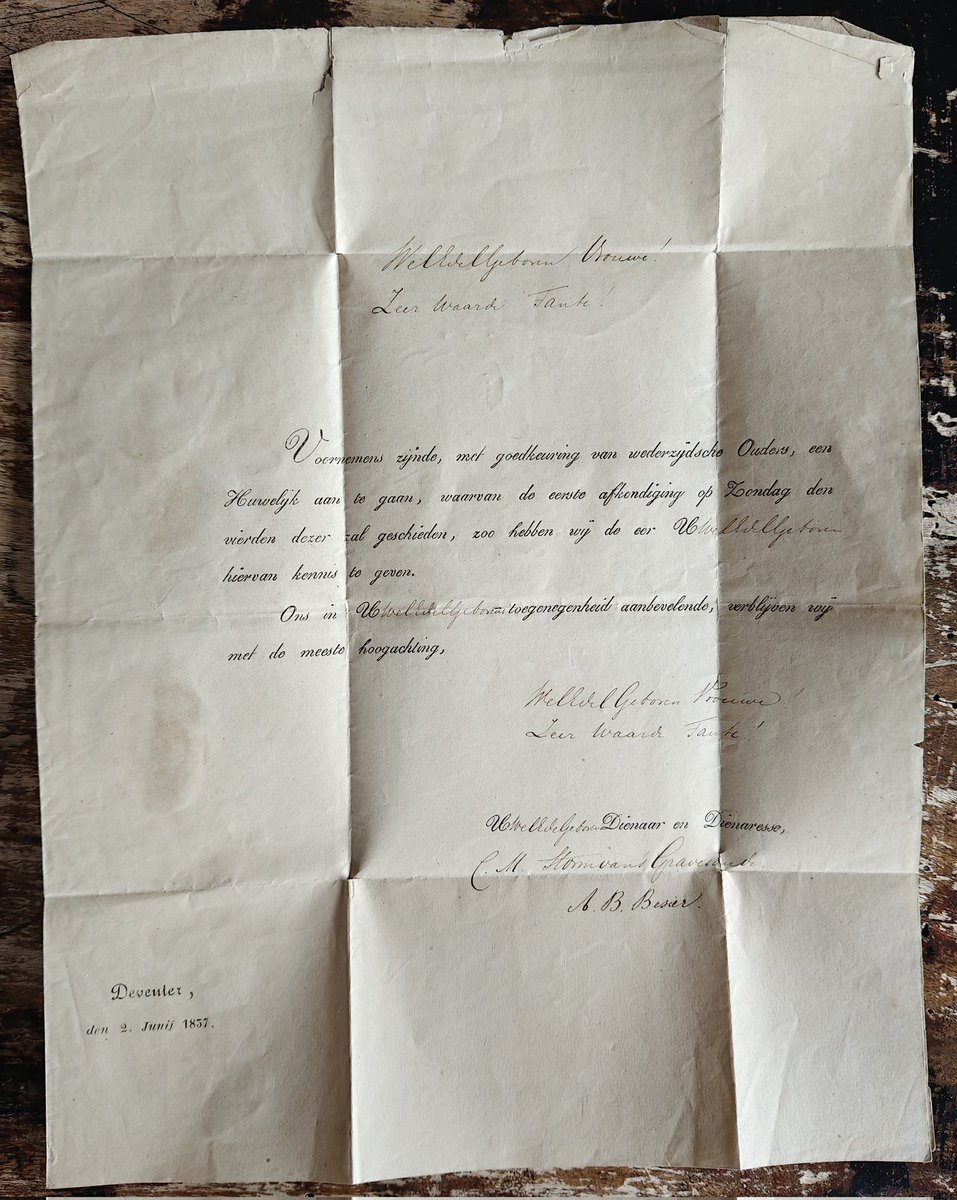 WelEdelGeboren Vrouwe!
Zeer Waarde Tante!
Voornemens zijnde, met goedkeuring van wederzijdsche Ouders, een
Huwelijk aan te gaan, waarvan de eerste afkondiging op Zondag den
vierden dezer zal geschieden, zoo hebben wij de eer UWelEdelGeboren
hiervan kennis te geven.
Ons in UWelEdelGeborens toegenegenheid aanbevelende, verblijven wij
met de meeste hoogachting,
WelEdelGeboren Vrouwe!
Zeer Waarde Tante!
UWelEdelGeboren Dienaar en Dienaresse,
C. M. Storm van s Gravesande
A. B. Besier.
Deventer,
den 2. Junij 1837.